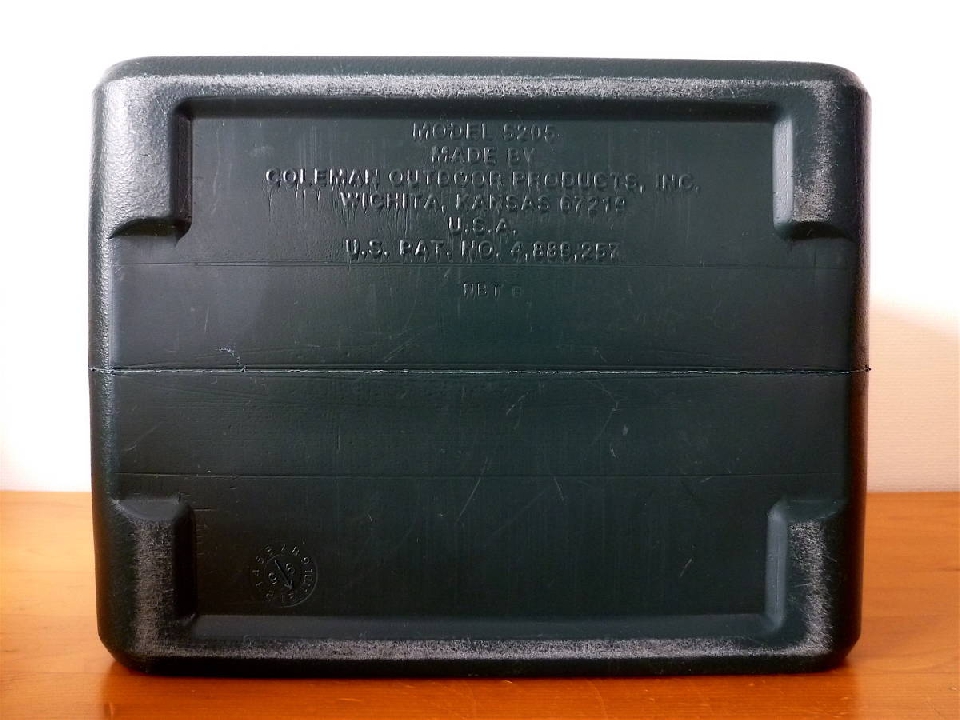 MODEL 5205
MADE BY
COLEMAN OUTDOOR PRODUCTS, INC.
WICHITA, KANSAS 67219
U.S.A.
U.S. PAT. NO. 4,889,257